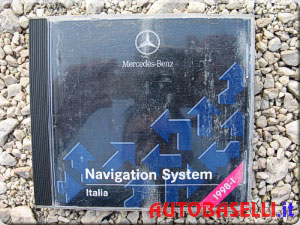 Mercedes-Benz
Navigation System
Italia
1998-1
AUTOBASELLI.it